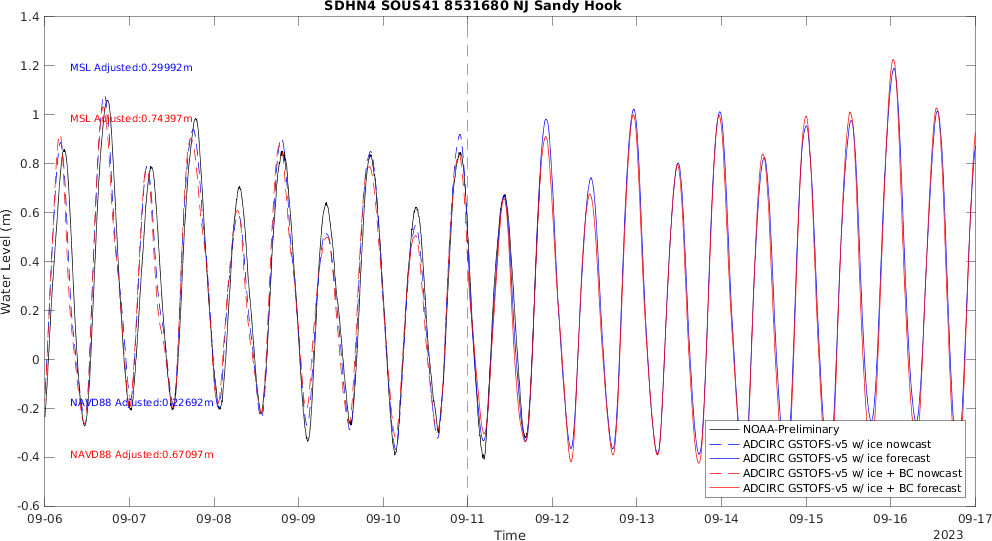 SDHN4 SOUS41 8531680 NJ Sandy Hook
1.4
1.2
1
0.8
0.6
0.4
0.2
0
-0.2
-0.4
-0.6
Water Level (m)
MSL Adjusted:0.29992m
MSL Adjusted:0.74397m
NAVD88 Adjusted:0.22692m
NAVD88 Adjusted:0.67097m
NOAA-Preliminary
ADCIRC GSTOFS-v5 w/ ice nowcast
ADCIRC GSTOFS-v5 w/ ice forecast
ADCIRC GSTOFS-v5 w/ ice + BC nowcast
ADCIRC GSTOFS-v5 w/ ice + BC forecast
09-06 09-07 09-08 09-09 09-10 09-11 09-12 09-13 09-14 09-15 09-16 09-17
Time
2023